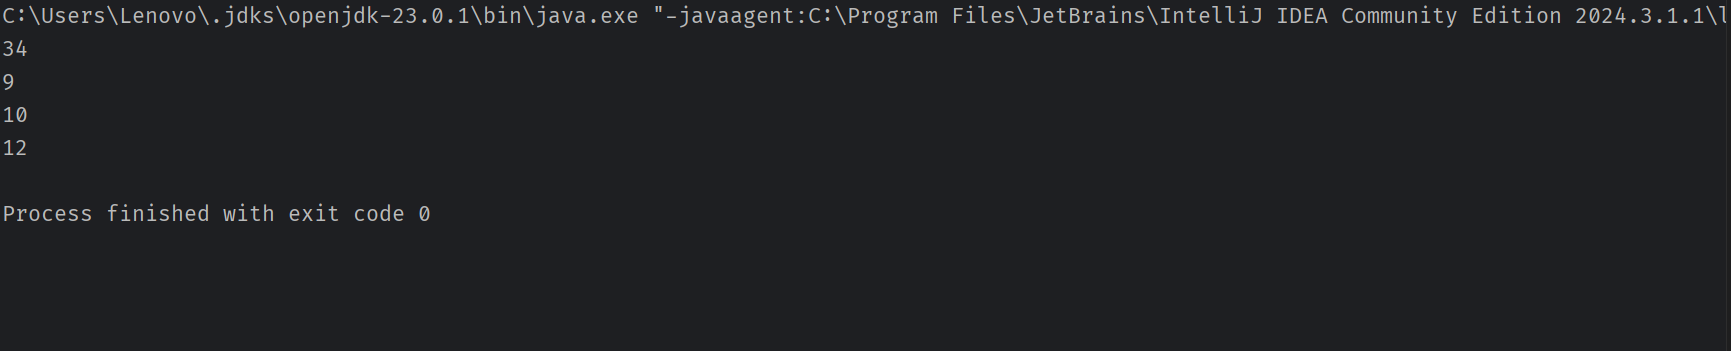 C:\Users\Lenovo\.jdks\openjdk-23.0.1\bin\java.exe "-javaagent:C:\Program Files\JetBrains\IntelliJ IDEA Community Edition 2024.3.1.1\l
34
9
10
12
Process finished with exit code 0